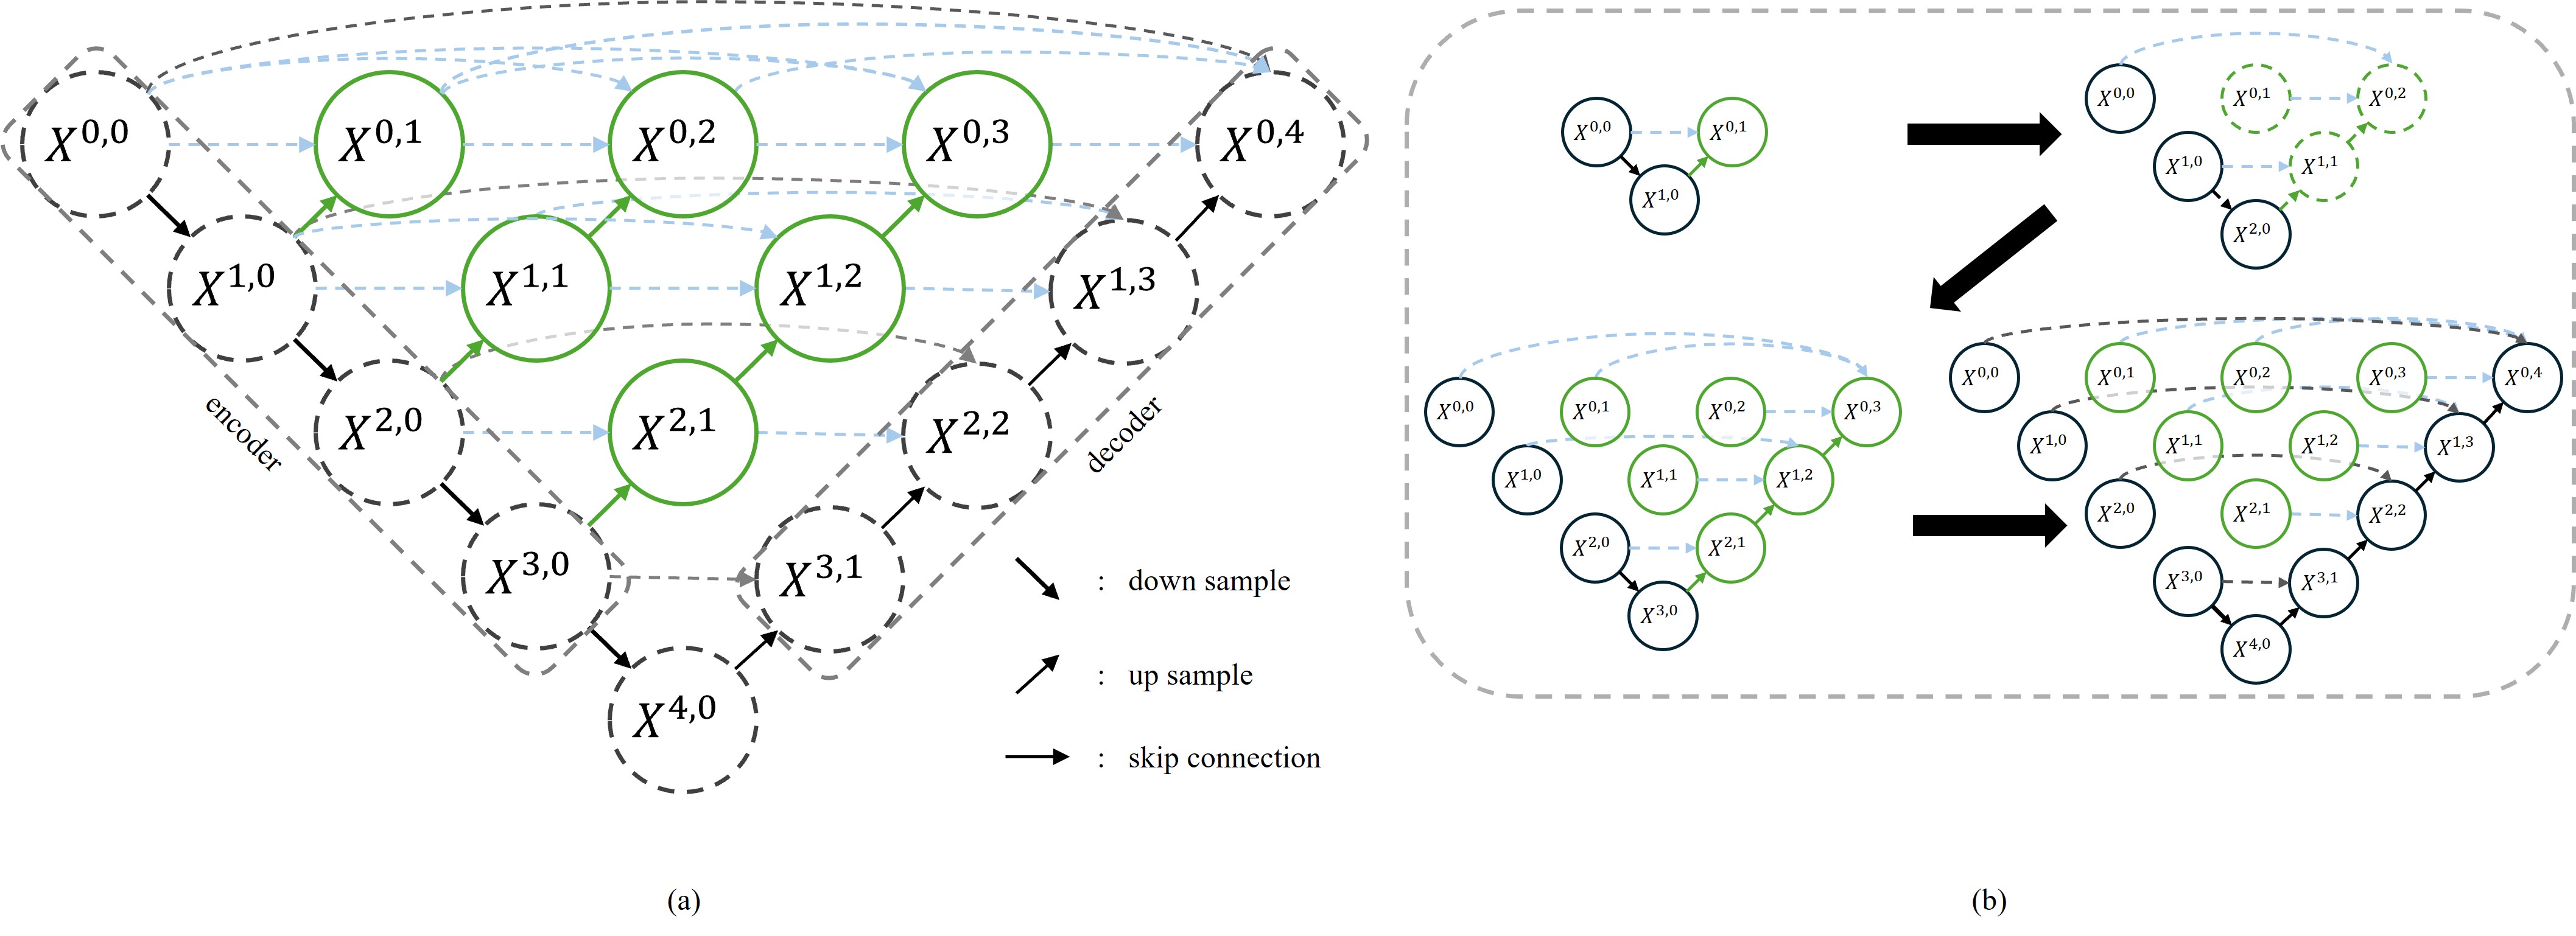 X^{0,0} X^{0,1} X^{0,2} X^{0,3} X^{0,4}
X^{1,0} X^{1,1} X^{1,2} X^{1,3}
X^{2,0} X^{2,1} X^{2,2}
encoder
decoder
X^{3,0} X^{3,1}
X^{4,0}
: down sample
: up sample
: skip connection
(a)
X^{0,0} X^{0,1}
X^{1,0}
X^{0,0} X^{0,1} X^{0,2}
X^{1,0} X^{1,1}
X^{2,0}
X^{0,0} X^{0,1} X^{0,2} X^{0,3}
X^{1,0} X^{1,1} X^{1,2}
X^{2,0} X^{2,1}
X^{3,0}
X^{0,0} X^{0,1} X^{0,2} X^{0,3} X^{0,4}
X^{1,0} X^{1,1} X^{1,2} X^{1,3}
X^{2,0} X^{2,1} X^{2,2}
X^{3,0} X^{3,1}
X^{4,0}
(b)